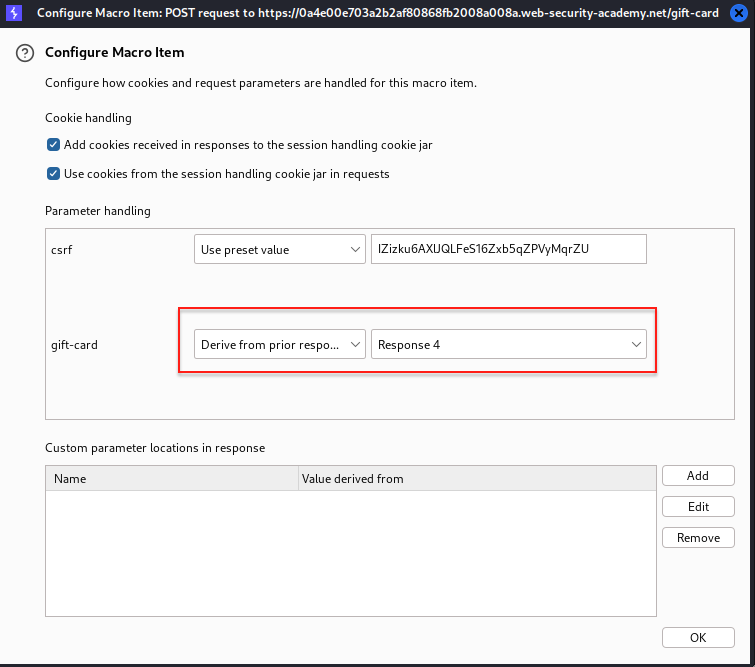 Configure Macro Item: POST request to https://0a4e00e703a2b2af80868fb2008a008a.web-security-academy.net/gift-card
Configure Macro Item
Configure how cookies and request parameters are handled for this macro item.
Cookie handling
Add cookies received in responses to the session handling cookie jar
Use cookies from the session handling cookie jar in requests
Parameter handling
csrf
Use preset value
IZizku6AXUQLFeS16Zxb5qZPVyMqrZU
gift-card
Derive from prior respo...
Response 4
Custom parameter locations in response
Name
Value derived from
Add
Edit
Remove
OK